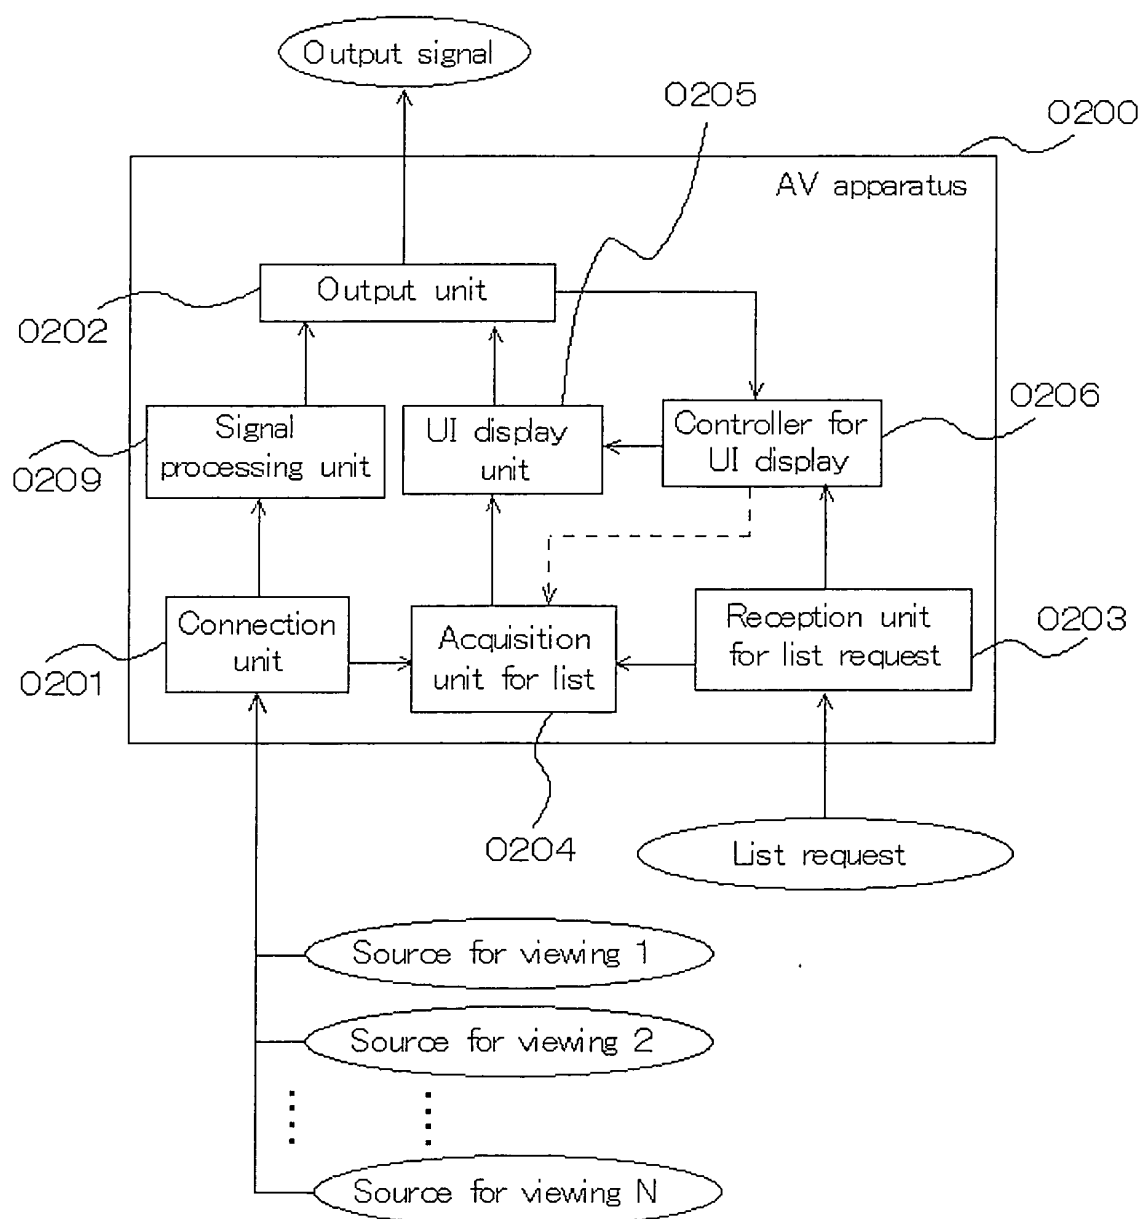 Output signal
0205
0200
AV apparatus
Output unit
0202
Signal
processing unit
UI display
unit
Controller for
UI display
0206
0209
Connection
unit
Acquisition
unit for list
Reception unit
for list request
0203
0201
0204
List request
Source for viewing 1
Source for viewing 2
Source for viewing N